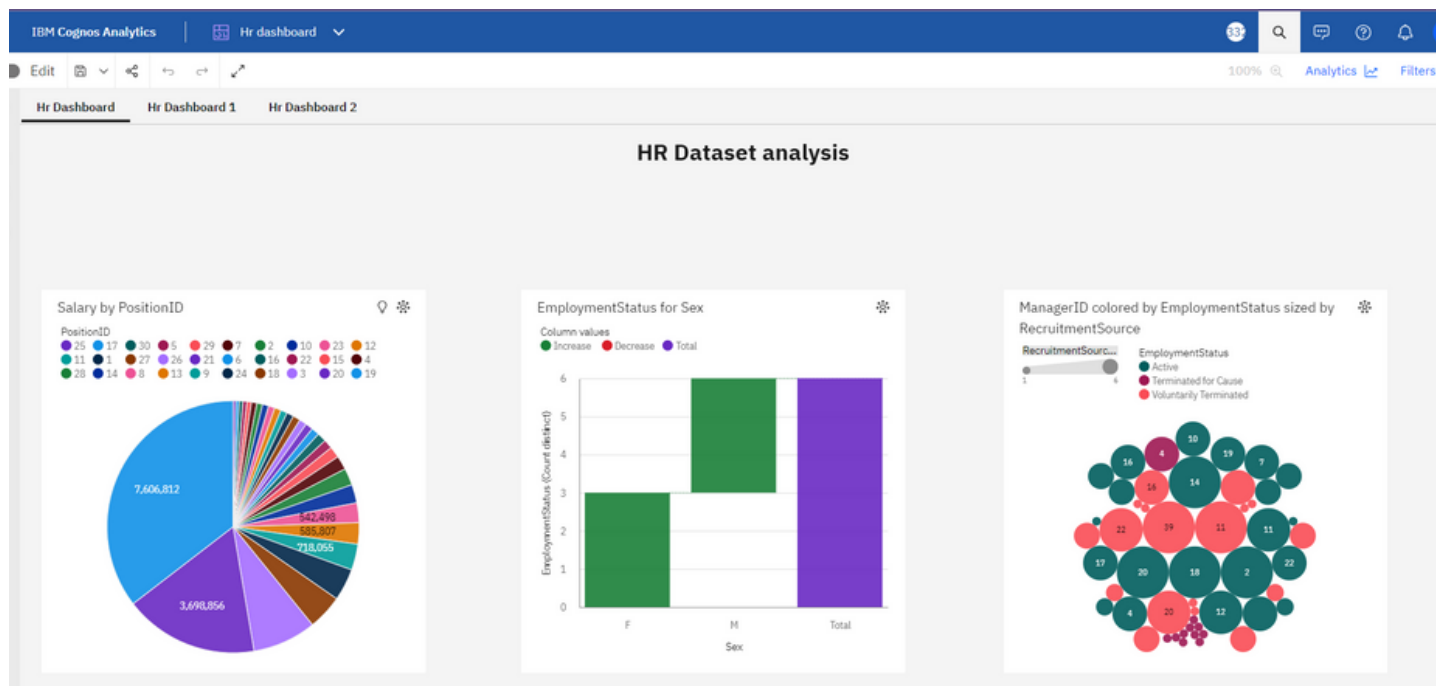 IBM Cognos Analytics Hr dashboard
Edit 100% Analytics Filters
Hr Dashboard Hr Dashboard 1 Hr Dashboard 2
HR Dataset analysis
Salary by PositionID
PositionID
25 17 30 5 29 7 2 10 23 12
11 1 27 26 21 6 16 22 15 4
28 14 8 13 9 24 18 3 20 19
7,606,812
642,498
585,807
718,055
3,698,856
EmploymentStatus for Sex
Column values
Increase Decrease Total
EmploymentStatus (Count distinct)
6
5
4
3
2
1
0
F M Total
Sex
ManagerID colored by EmploymentStatus sized by
RecruitmentSource
RecruitmentSourc... EmploymentStatus
1 6
Active
Terminated for Cause
Voluntarily Terminated
10
4 19
16 7
16 14
22 39 11 11
17 20 18 2 22
4 20 12